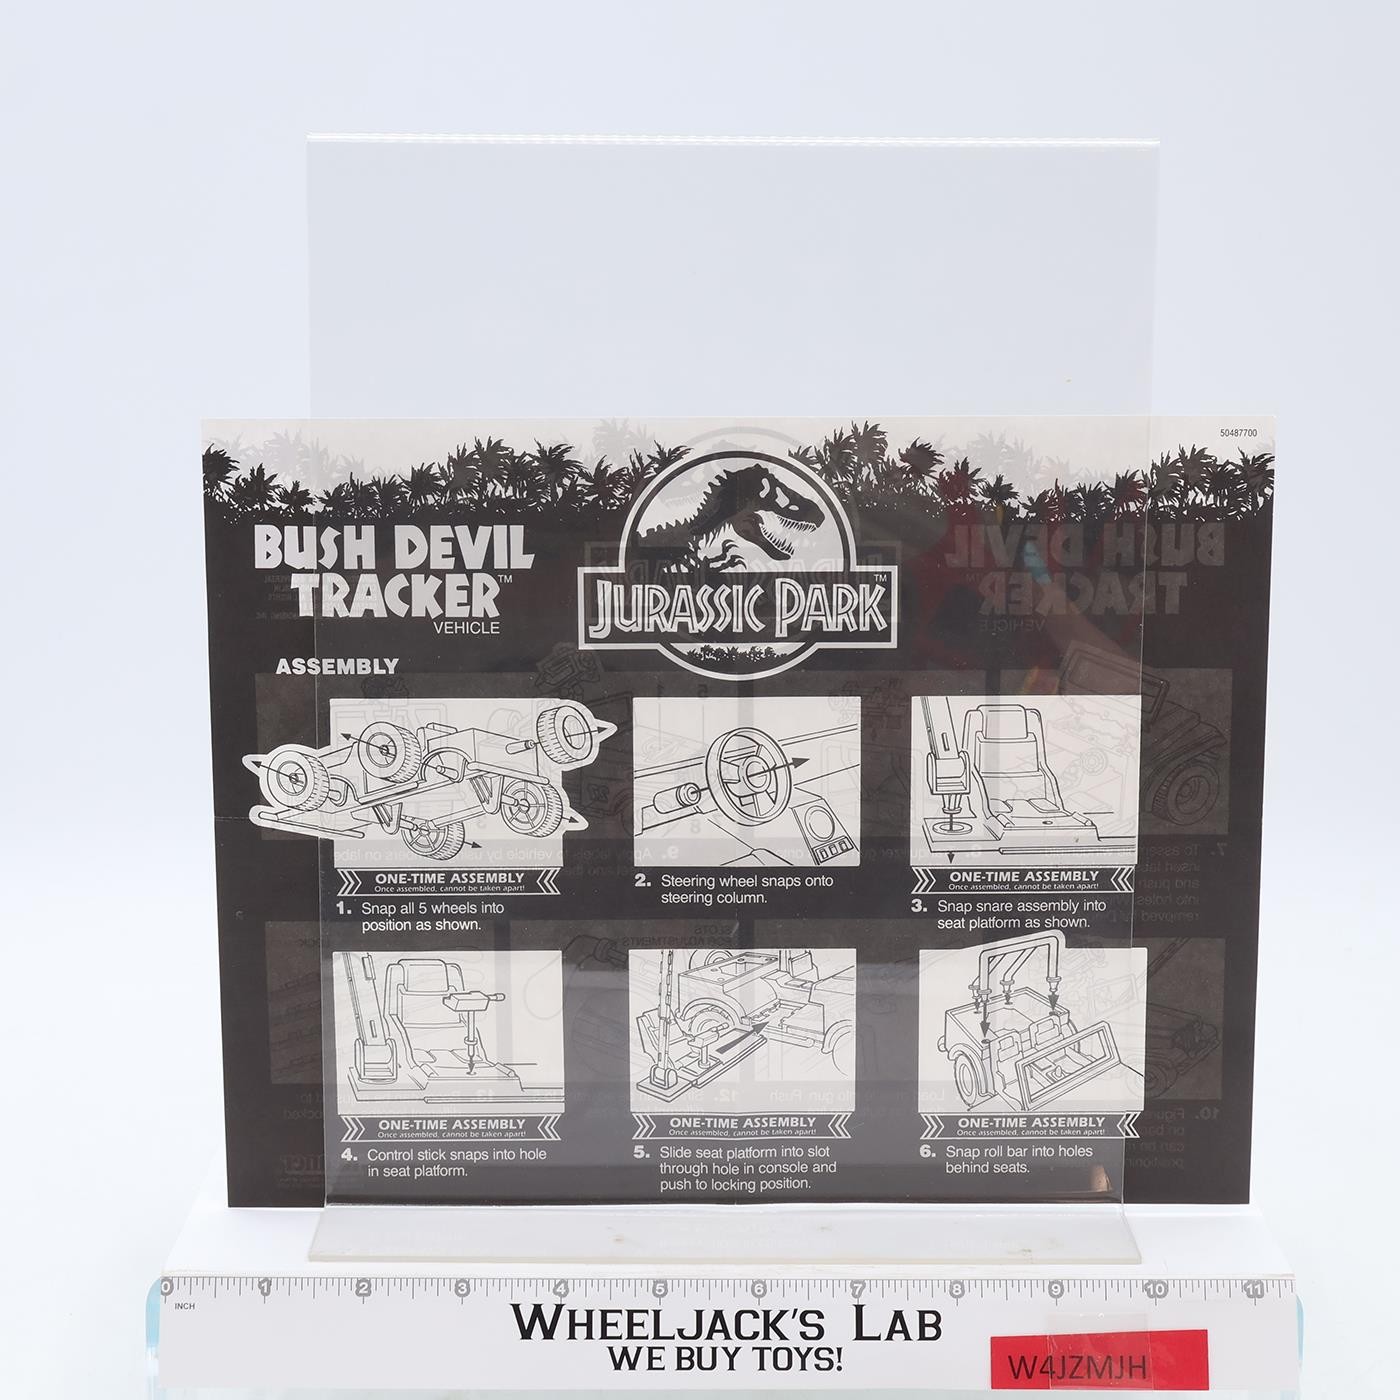 50487700
BUSH DEVIL
TRACKER™
VEHICLE
JURASSIC PARK™
ASSEMBLY
ONE-TIME ASSEMBLY
Once assembled, cannot be taken apart!
1. Snap all 5 wheels into
position as shown.
2. Steering wheel snaps onto
steering column.
ONE-TIME ASSEMBLY
Once assembled, cannot be taken apart!
3. Snap snare assembly into
seat platform as shown.
ONE-TIME ASSEMBLY
Once assembled, cannot be taken apart!
4. Control stick snaps into hole
in seat platform.
ONE-TIME ASSEMBLY
Once assembled, cannot be taken apart!
5. Slide seat platform into slot
through hole in console and
push to locking position.
ONE-TIME ASSEMBLY
Once assembled, cannot be taken apart!
6. Snap roll bar into holes
behind seats.
0 1 2 3 4 5 6 7 8 9 10 11
INCH
WHEELJACK'S LAB
WE BUY TOYS!
W4JZMJH